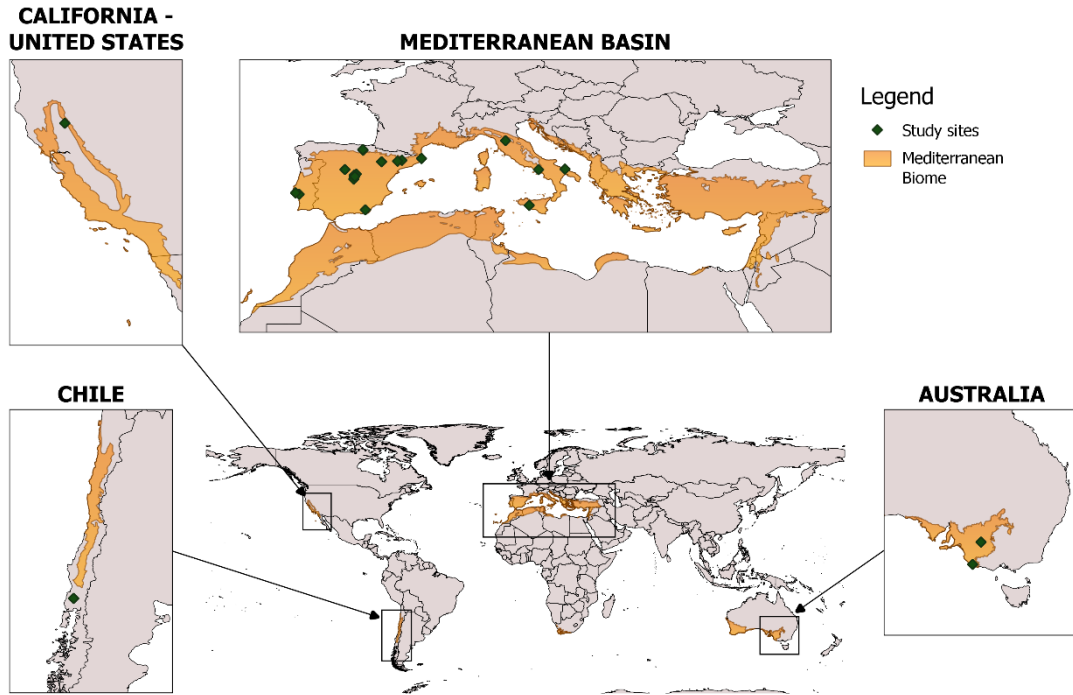 CALIFORNIA -
UNITED STATES
MEDITERRANEAN BASIN
Legend
Study sites
Mediterranean
Biome
CHILE
AUSTRALIA